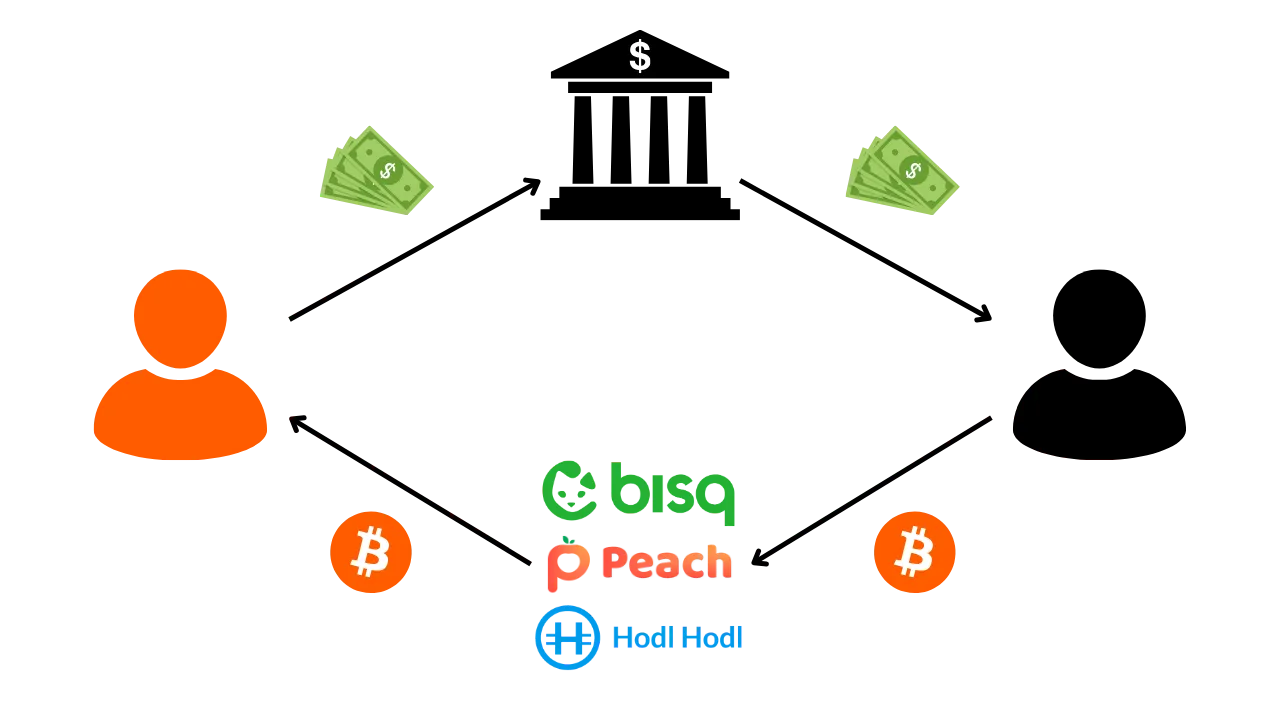 $
$
$
bisq
Peach
Hodl Hodl